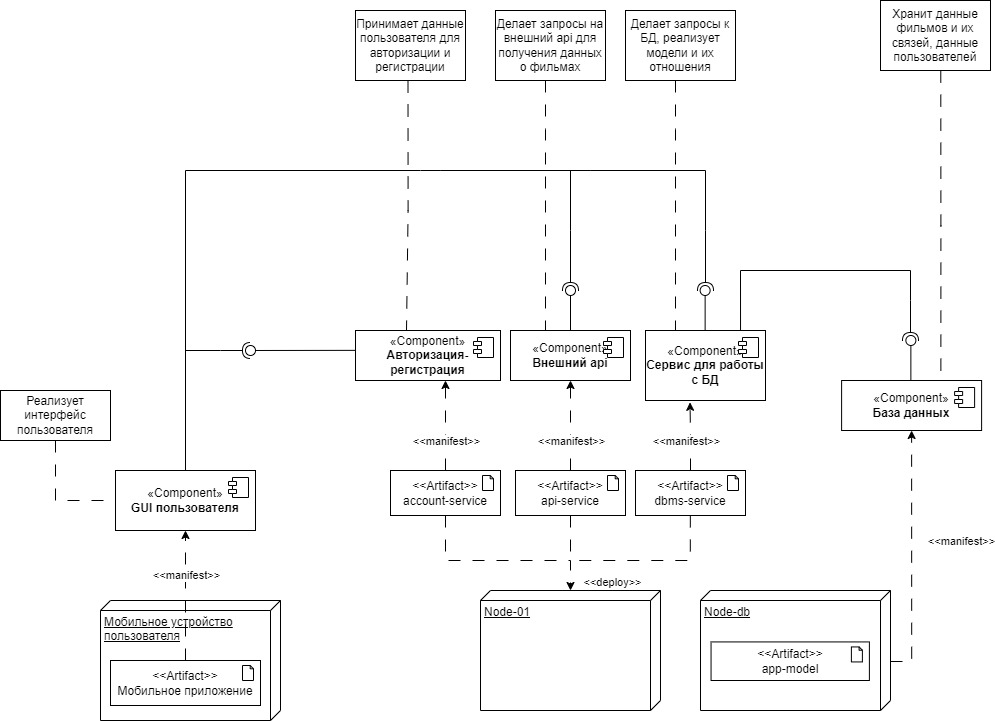 Принимает данные
пользователя для
авторизации и
регистрации
Делает запросы на
внешний api для
получения данных
о фильмах
Делает запросы к
БД, реализует
модели и их
отношения
Хранит данные
фильмов и их
связей, данные
пользователей
«Component»
Авторизация-
регистрация
«Component»
Внешний api
«Component»
Сервис для работы
с БД
«Component»
База данных
Реализует
интерфейс
пользователя
<<manifest>>
<<manifest>>
<<manifest>>
«Component»
GUI пользователя
<<Artifact>>
account-service
<<Artifact>>
api-service
<<Artifact>>
dbms-service
<<manifest>>
<<manifest>>
<<deploy>>
Мобильное устройство
пользователя
Node-01
Node-db
<<Artifact>>
Мобильное приложение
<<Artifact>>
app-model